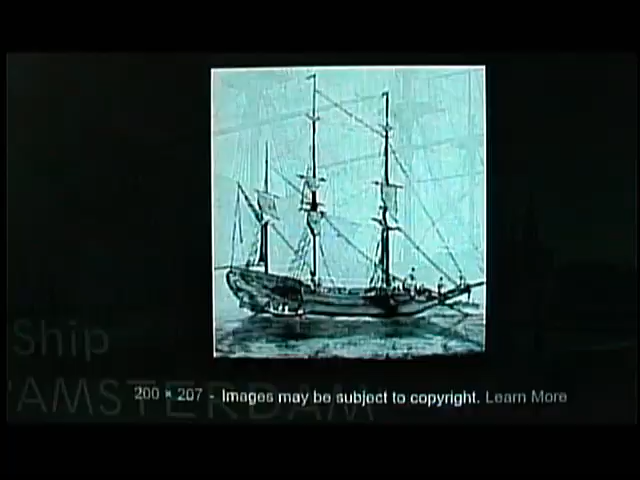 Ship
'AMSTERDAM
200 × 207 - Images may be subject to copyright. Learn More